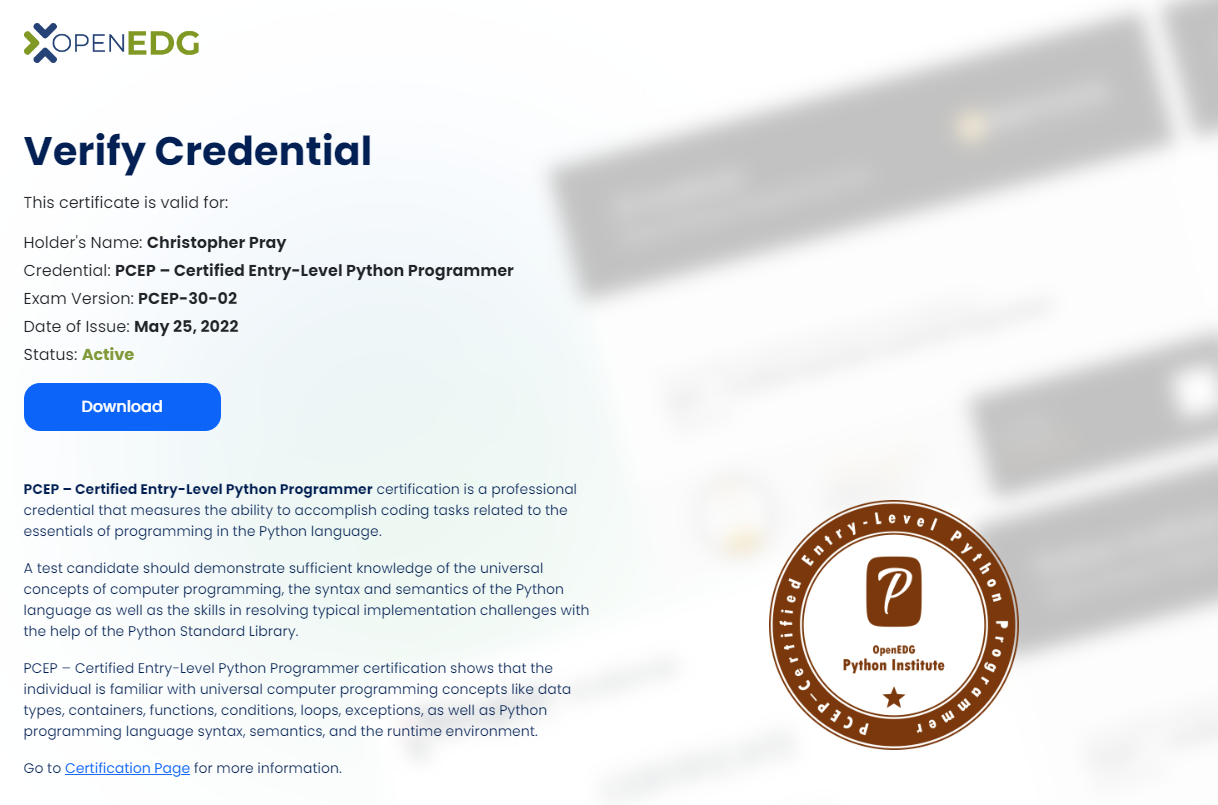 OPENEDG
Verify Credential
This certificate is valid for:
Holder's Name: Christopher Pray
Credential: PCEP – Certified Entry-Level Python Programmer
Exam Version: PCEP-30-02
Date of Issue: May 25, 2022
Status: Active
Download
PCEP – Certified Entry-Level Python Programmer certification is a professional
credential that measures the ability to accomplish coding tasks related to the
essentials of programming in the Python language.
A test candidate should demonstrate sufficient knowledge of the universal
concepts of computer programming, the syntax and semantics of the Python
language as well as the skills in resolving typical implementation challenges with
the help of the Python Standard Library.
PCEP – Certified Entry-Level Python Programmer certification shows that the
individual is familiar with universal computer programming concepts like data
types, containers, functions, conditions, loops, exceptions, as well as Python
programming language syntax, semantics, and the runtime environment.
Go to Certification Page for more information.
PCEP-Certified Entry-Level Python Programmer
P
OpenEDG
Python Institute